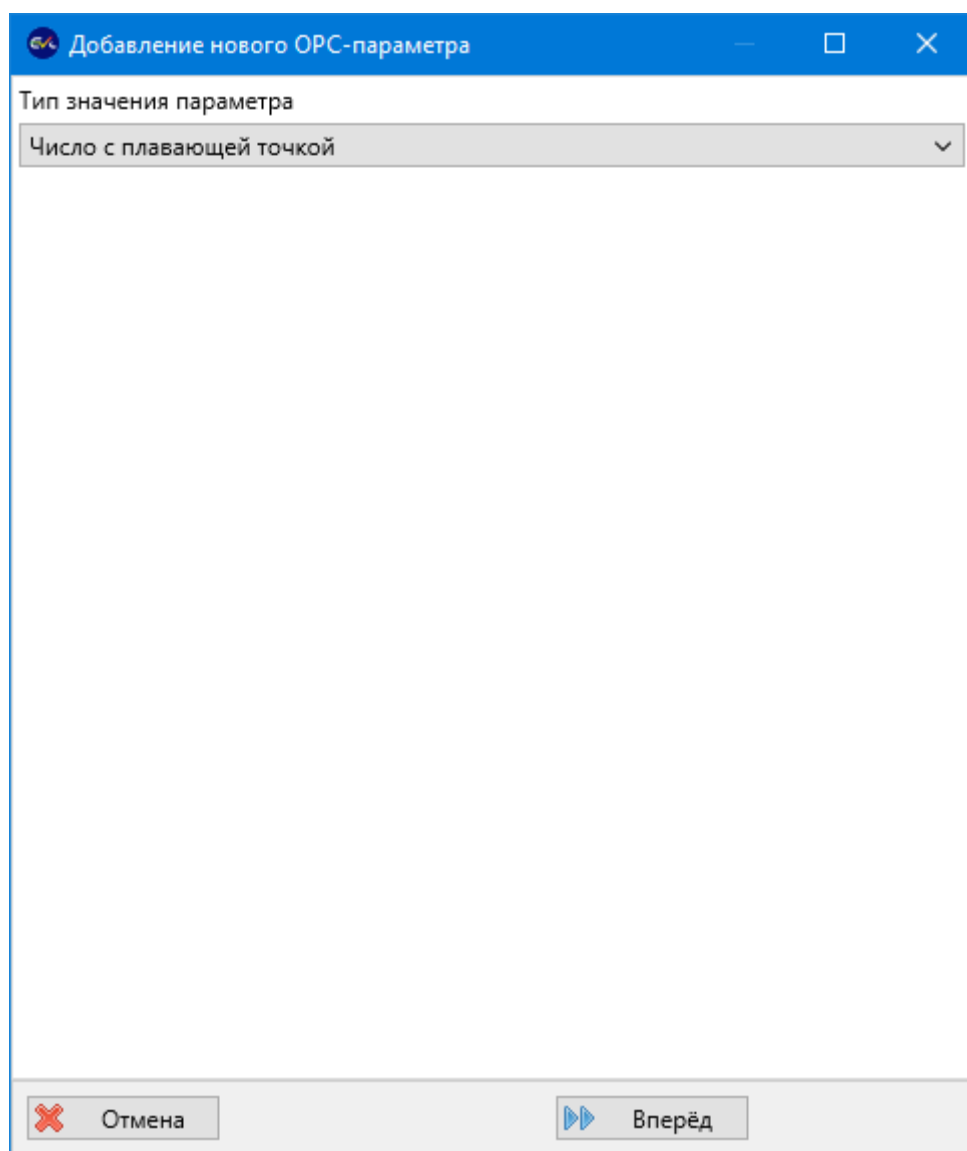 Добавление нового OPC-параметра
Тип значения параметра
Число с плавающей точкой
Отмена
Вперёд